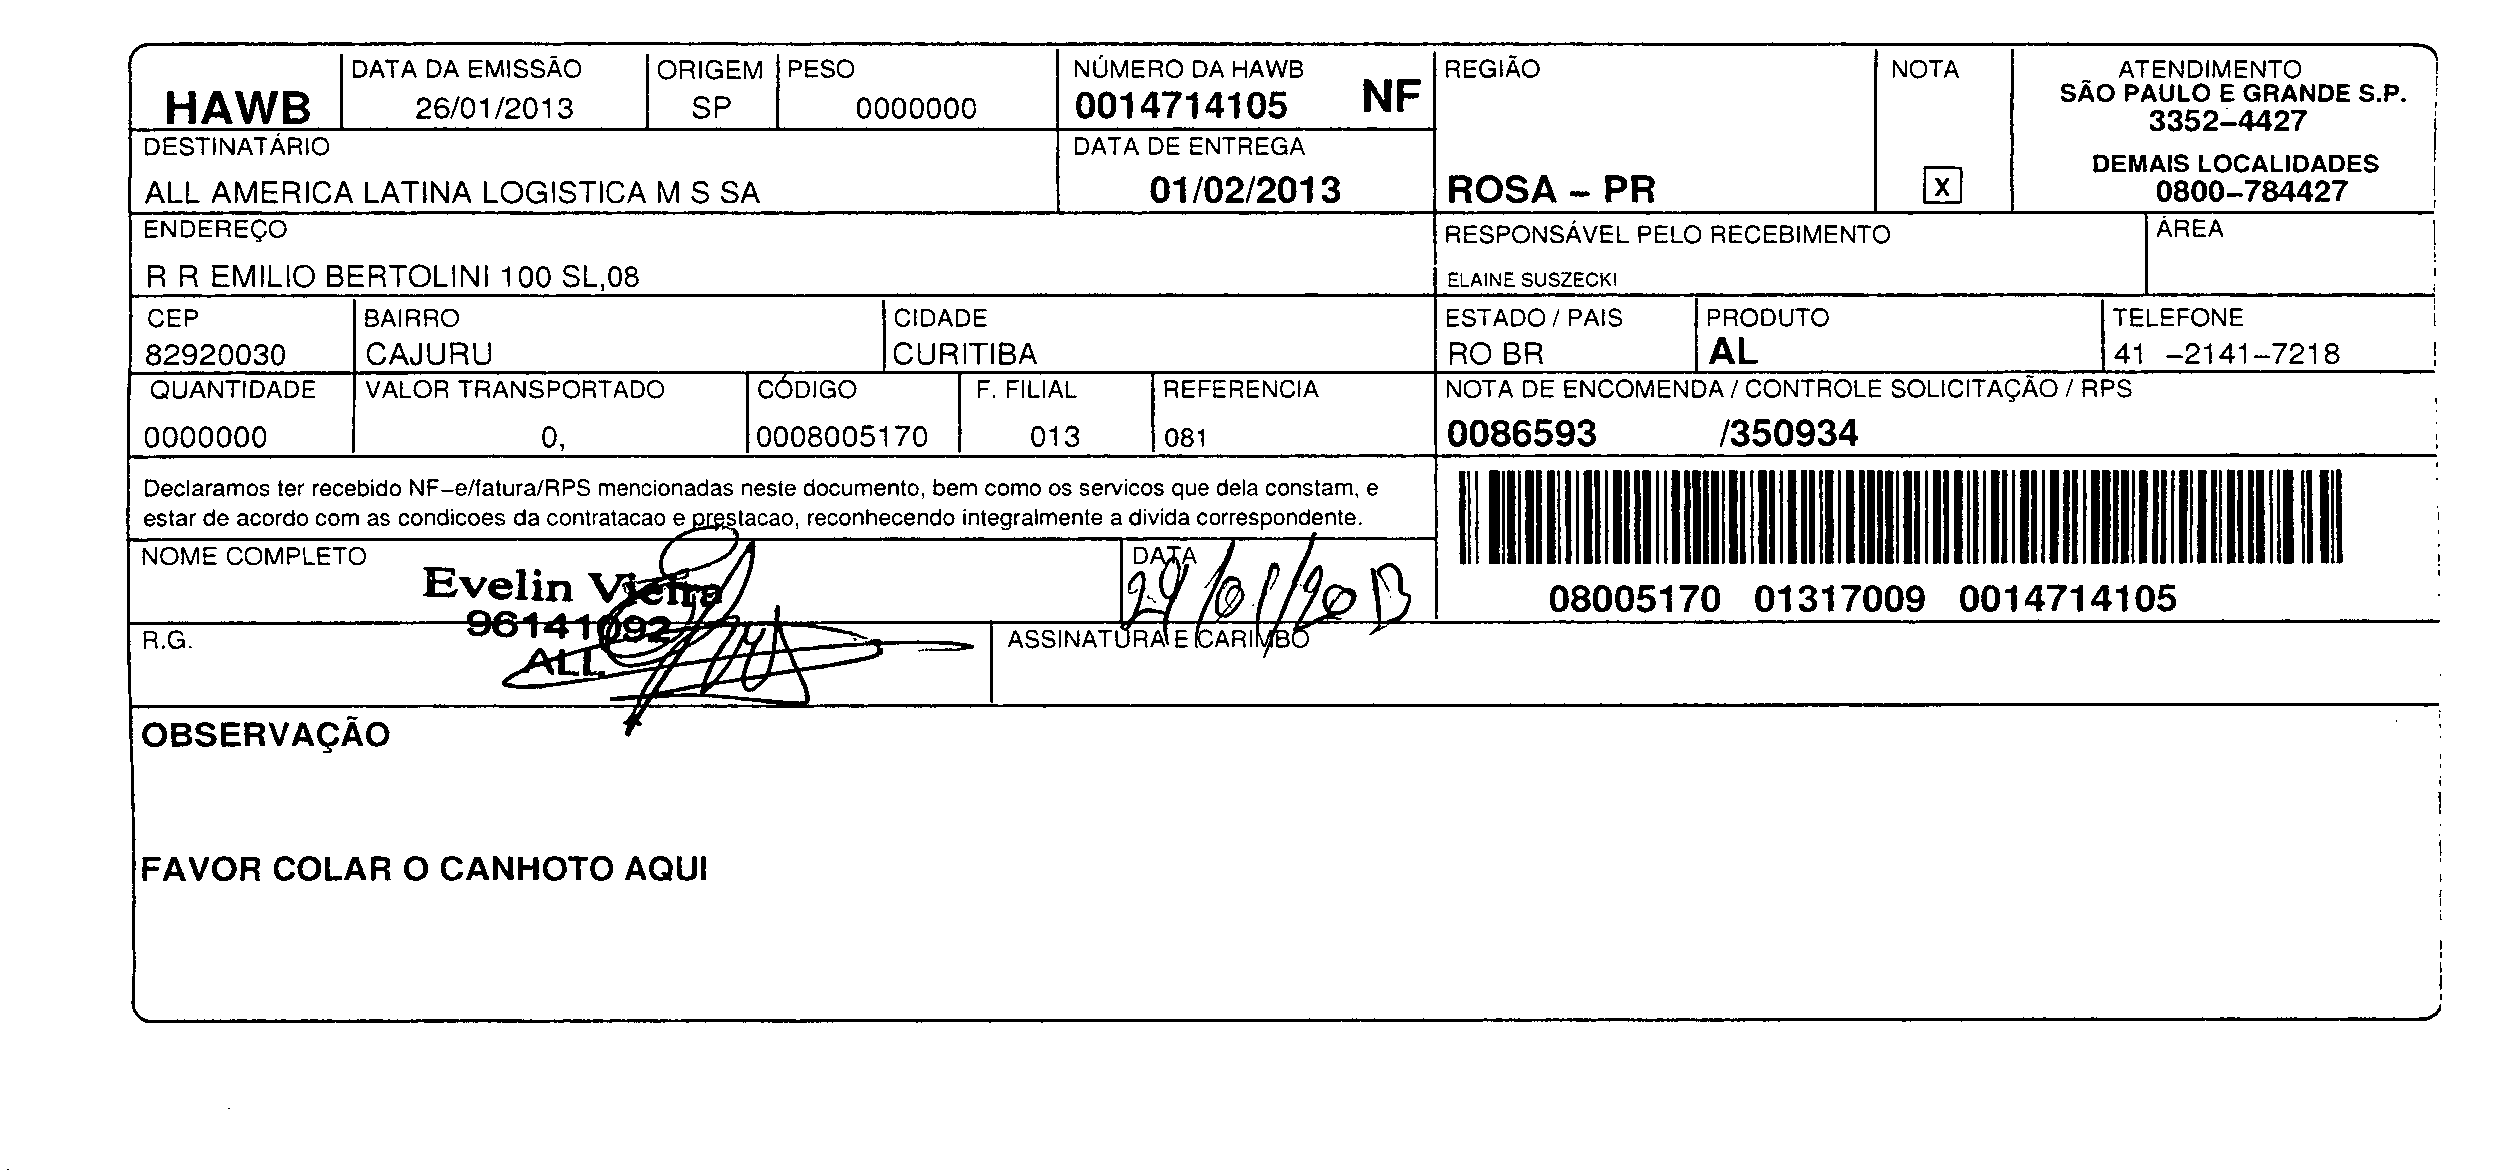 HAWB
DATA DA EMISSÃO
26/01/2013
ORIGEM
SP
PESO
0000000
NÚMERO DA HAWB
0014714105 NF
REGIÃO
ROSA – PR
NOTA
X
ATENDIMENTO
SÃO PAULO E GRANDE S.P.
3352–4427
DEMAIS LOCALIDADES
0800–784427
DESTINATÁRIO
ALL AMERICA LATINA LOGISTICA M S SA
DATA DE ENTREGA
01/02/2013
ENDEREÇO
R R EMILIO BERTOLINI 100 SL,08
RESPONSÁVEL PELO RECEBIMENTO
ELAINE SUSZECKI
ÁREA
CEP
82920030
BAIRRO
CAJURU
CIDADE
CURITIBA
ESTADO / PAIS
RO BR
PRODUTO
AL
TELEFONE
41 –2141–7218
QUANTIDADE
0000000
VALOR TRANSPORTADO
0,
CÓDIGO
0008005170
F. FILIAL
013
REFERENCIA
081
NOTA DE ENCOMENDA / CONTROLE SOLICITAÇÃO / RPS
0086593 /350934
Declaramos ter recebido NF–e/fatura/RPS mencionadas neste documento, bem como os servicos que dela constam, e
estar de acordo com as condicoes da contratacao e prestacao, reconhecendo integralmente a divida correspondente.
08005170 01317009 0014714105
NOME COMPLETO
Evelin Vieira
96141092
ALL
DATA
29/01/2013
R.G.
ASSINATURA E CARIMBO
OBSERVAÇÃO
FAVOR COLAR O CANHOTO AQUI